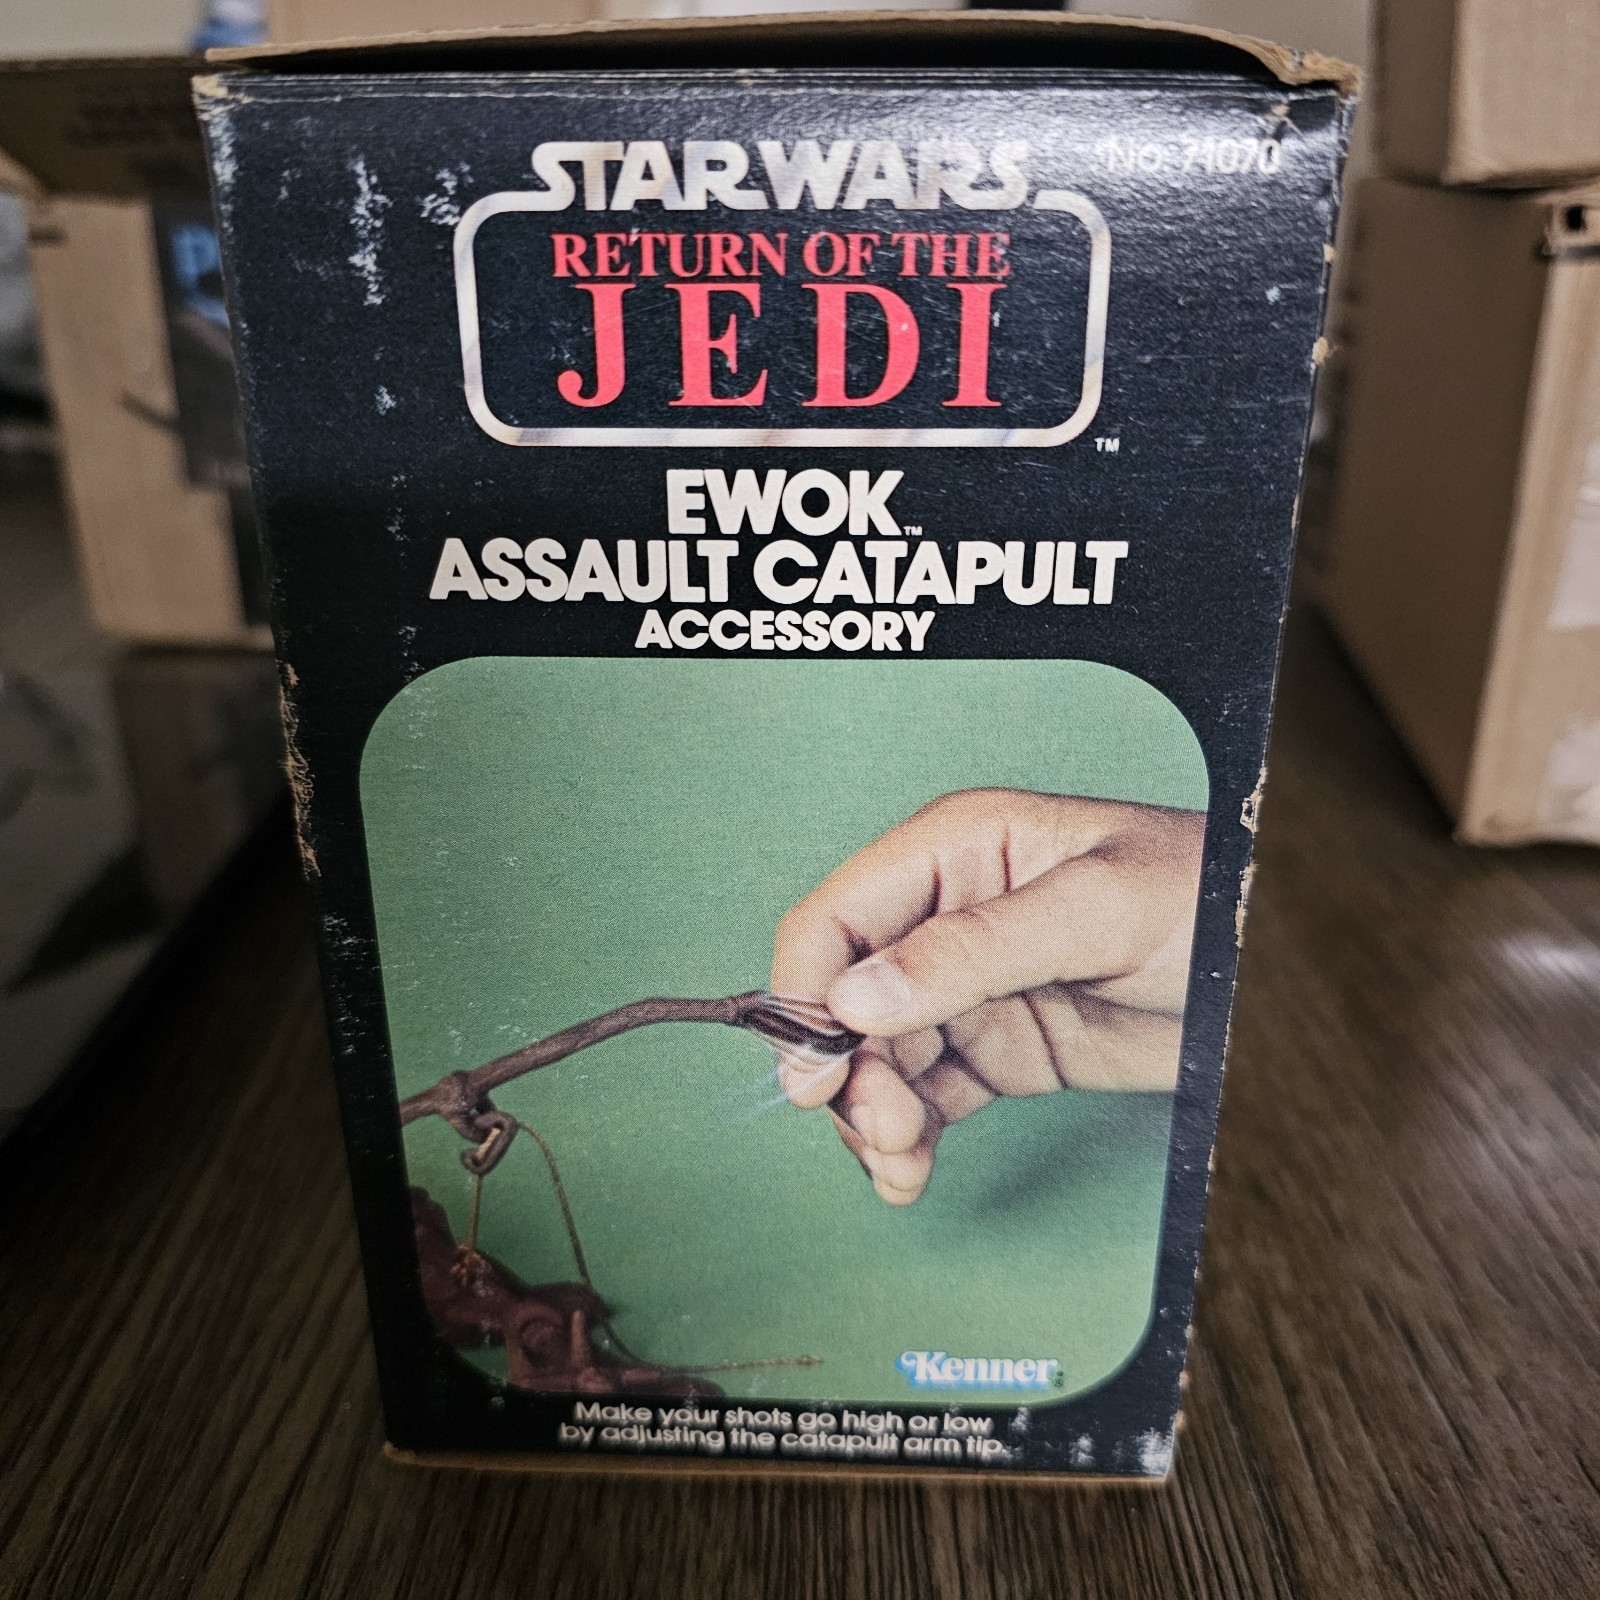 STAR WARS
No. 71070
RETURN OF THE
JEDI
TM
EWOK TM
ASSAULT CATAPULT
ACCESSORY
Kenner ®
Make your shots go high or low
by adjusting the catapult arm tip.